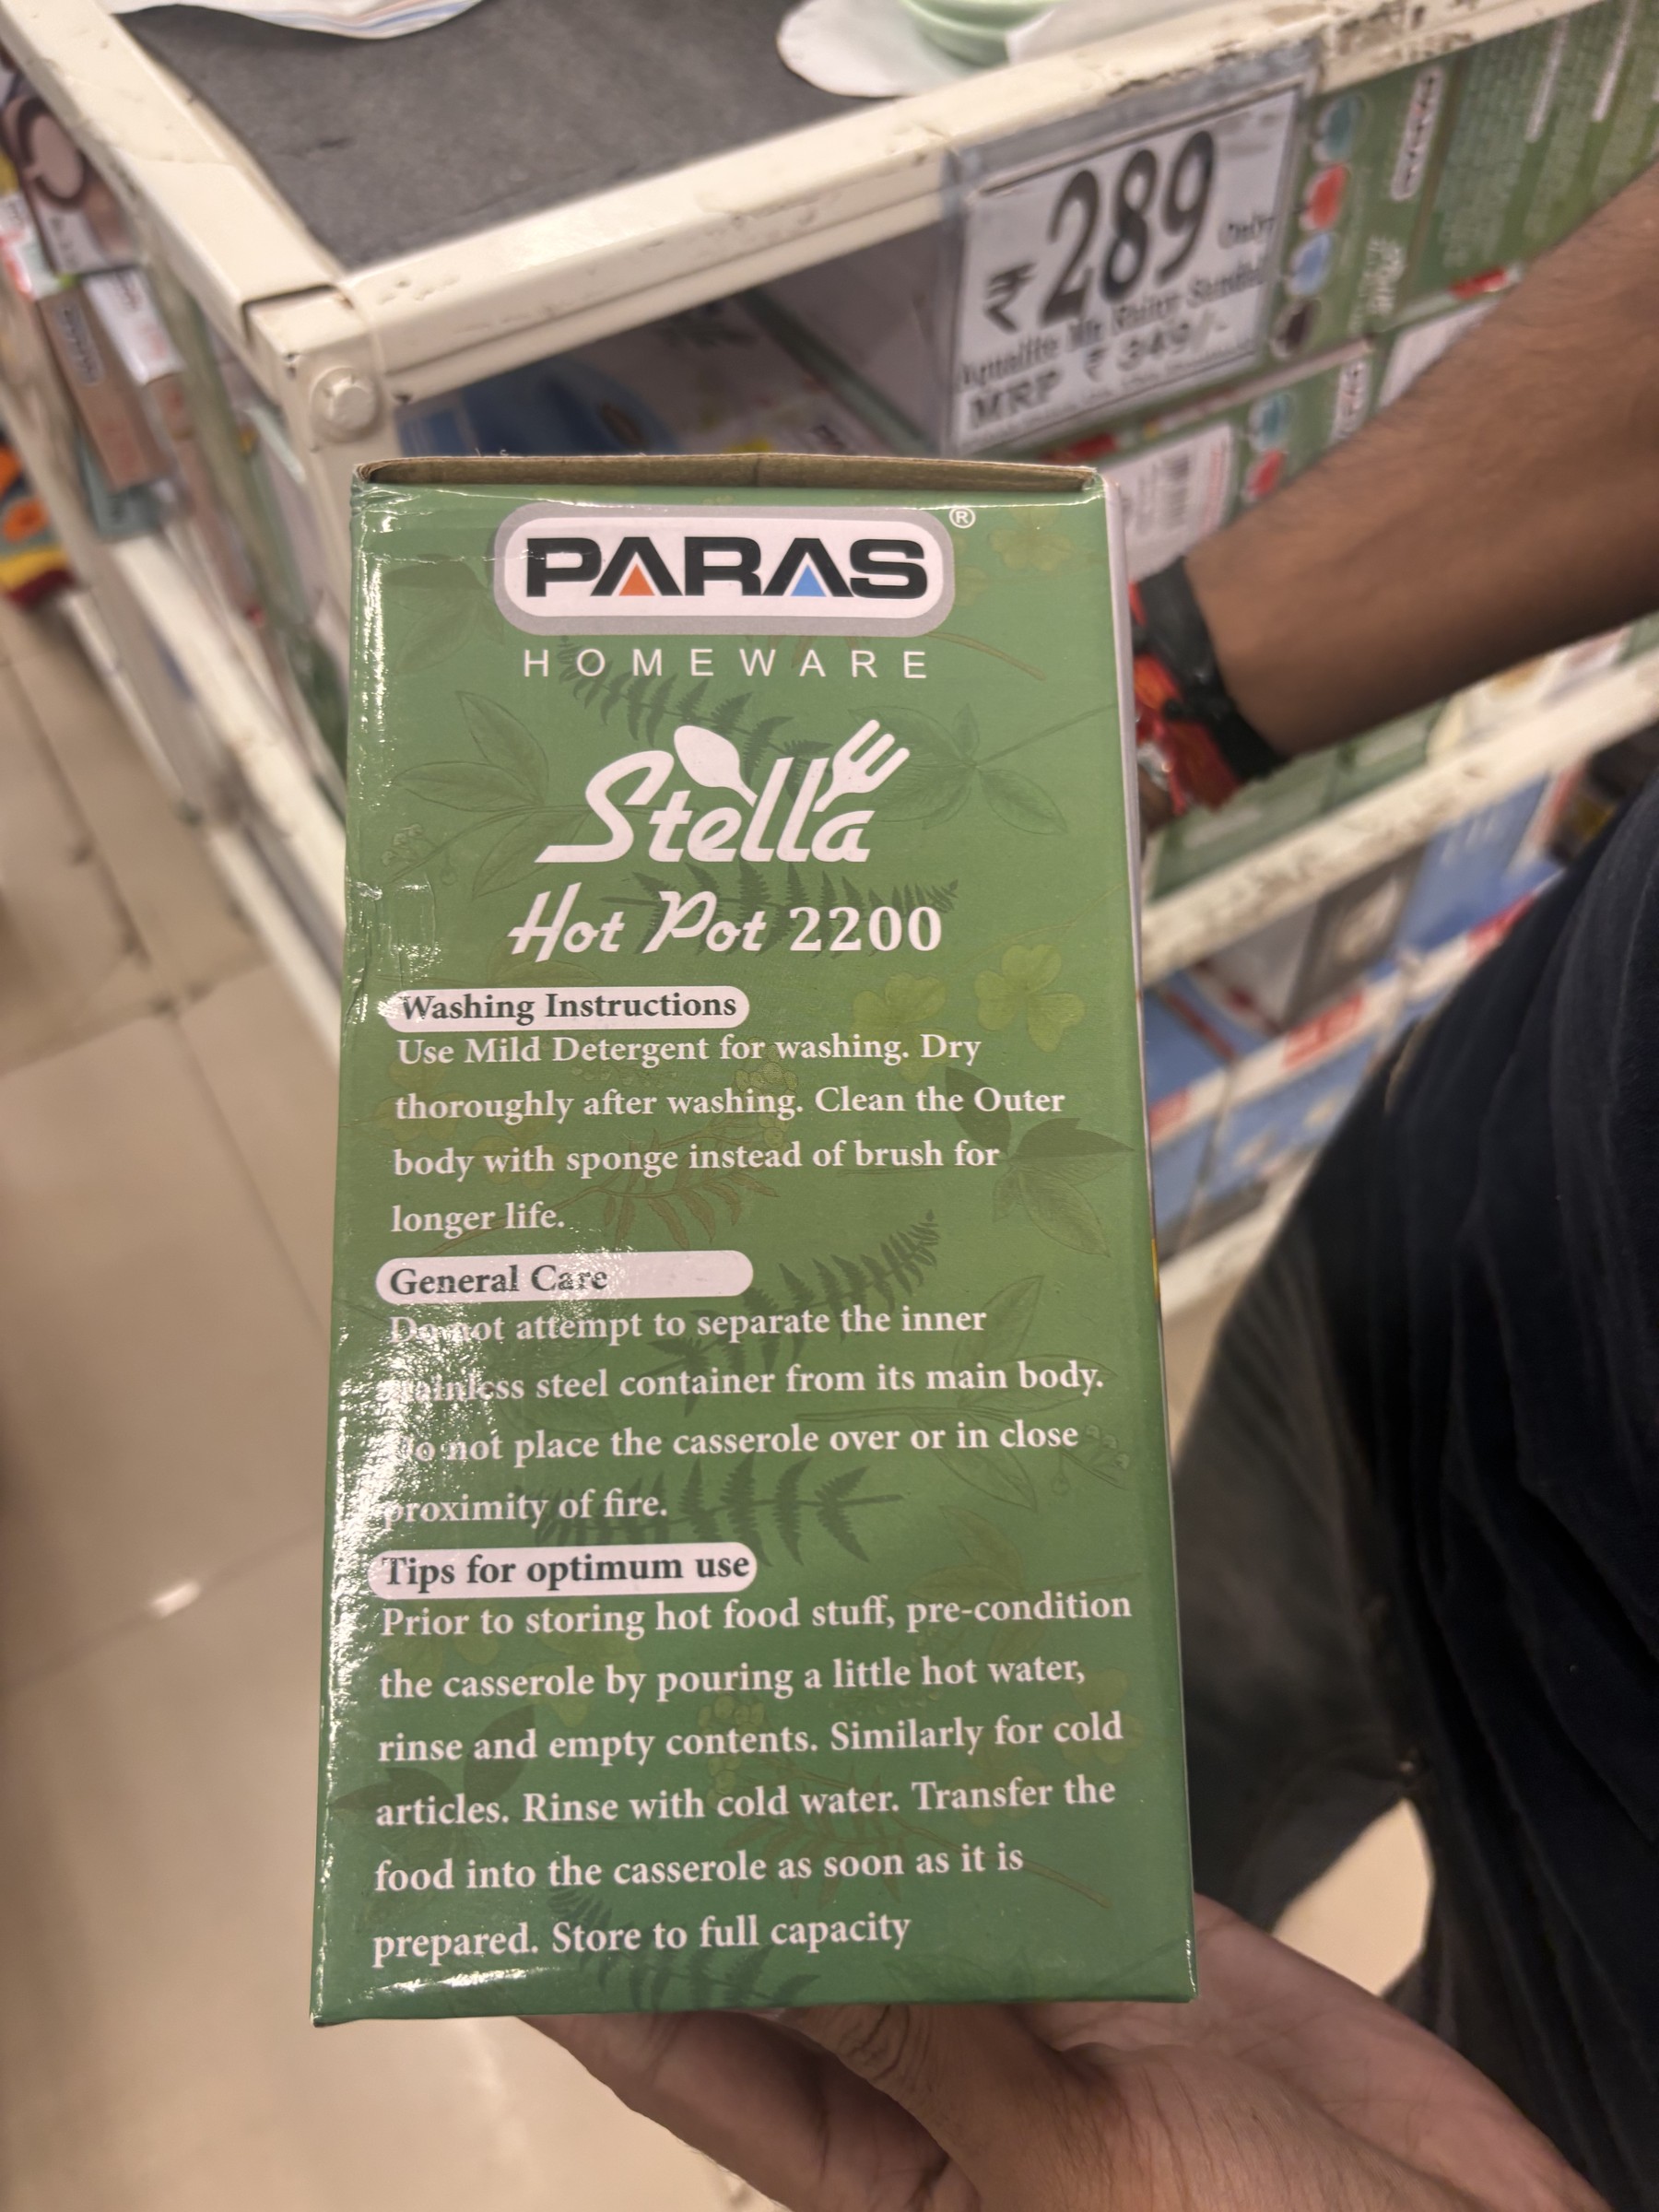 ₹ 289 Only
MRP ₹ 349/-
PARAS®
HOMEWARE
Stella
Hot Pot 2200
Washing Instructions
Use Mild Detergent for washing. Dry
thoroughly after washing. Clean the Outer
body with sponge instead of brush for
longer life.
General Care
Do not attempt to separate the inner
stainless steel container from its main body.
Do not place the casserole over or in close
proximity of fire.
Tips for optimum use
Prior to storing hot food stuff, pre-condition
the casserole by pouring a little hot water,
rinse and empty contents. Similarly for cold
articles. Rinse with cold water. Transfer the
food into the casserole as soon as it is
prepared. Store to full capacity